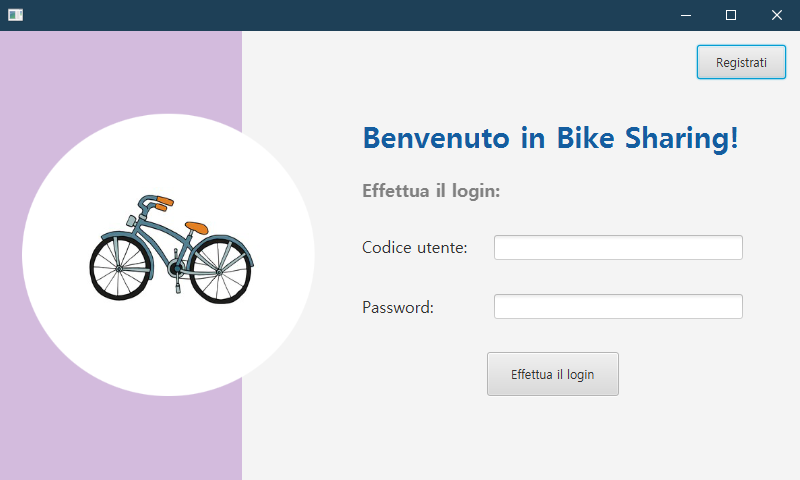 Registrati
Benvenuto in Bike Sharing!
Effettua il login:
Codice utente:
Password:
Effettua il login